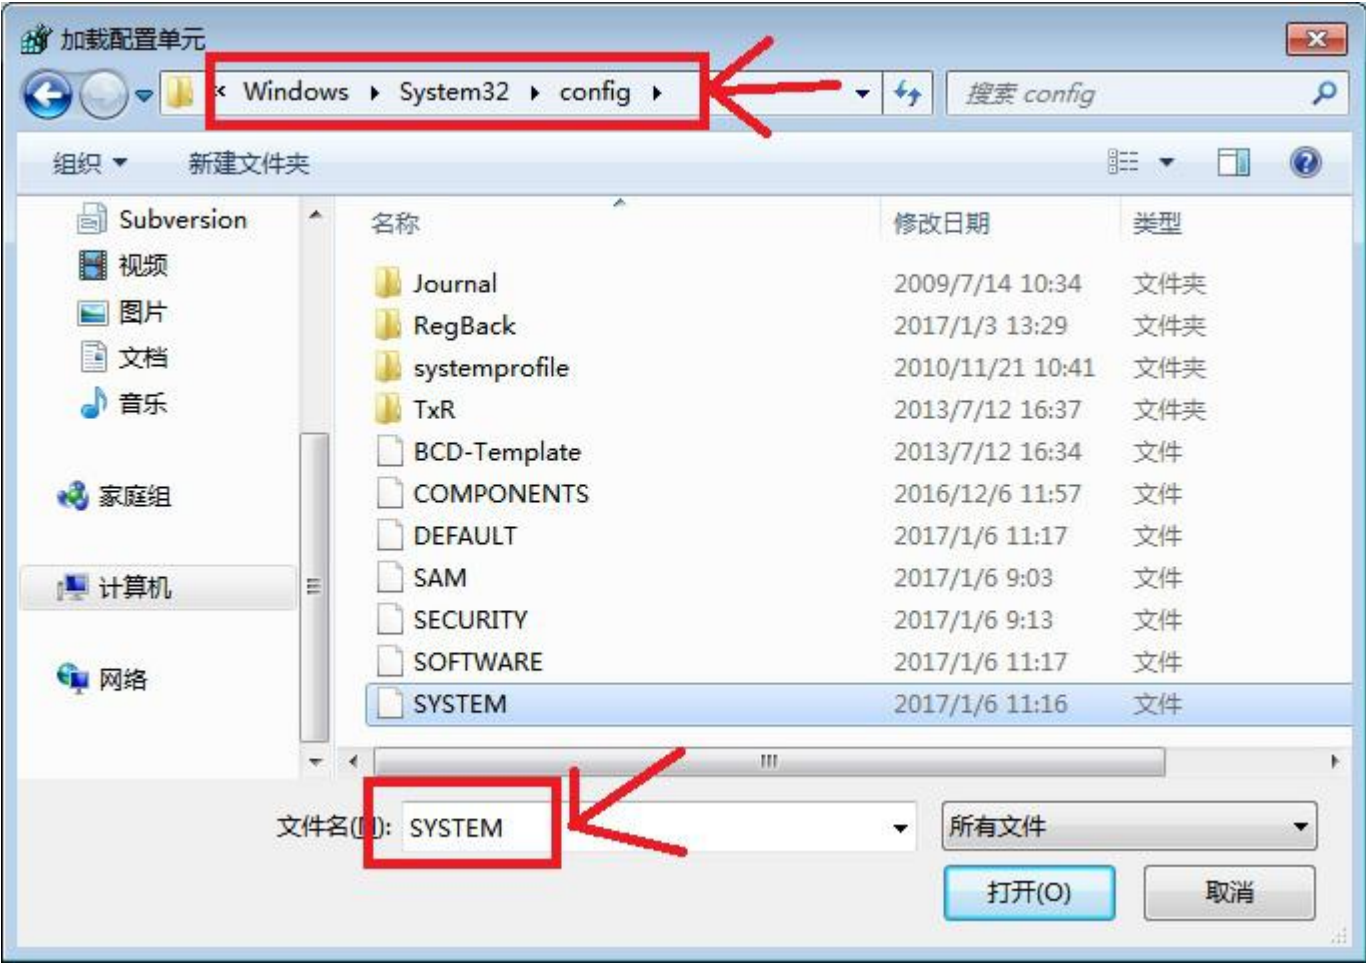 加载配置单元
« Windows ▸ System32 ▸ config ▸
搜索 config
组织 新建文件夹
Subversion
视频
图片
文档
音乐
家庭组
计算机
网络
名称 修改日期 类型
Journal 2009/7/14 10:34 文件夹
RegBack 2017/1/3 13:29 文件夹
systemprofile 2010/11/21 10:41 文件夹
TxR 2013/7/12 16:37 文件夹
BCD-Template 2013/7/12 16:34 文件
COMPONENTS 2016/12/6 11:57 文件
DEFAULT 2017/1/6 11:17 文件
SAM 2017/1/6 9:03 文件
SECURITY 2017/1/6 9:13 文件
SOFTWARE 2017/1/6 11:17 文件
SYSTEM 2017/1/6 11:16 文件
文件名(N): SYSTEM
所有文件
打开(O) 取消